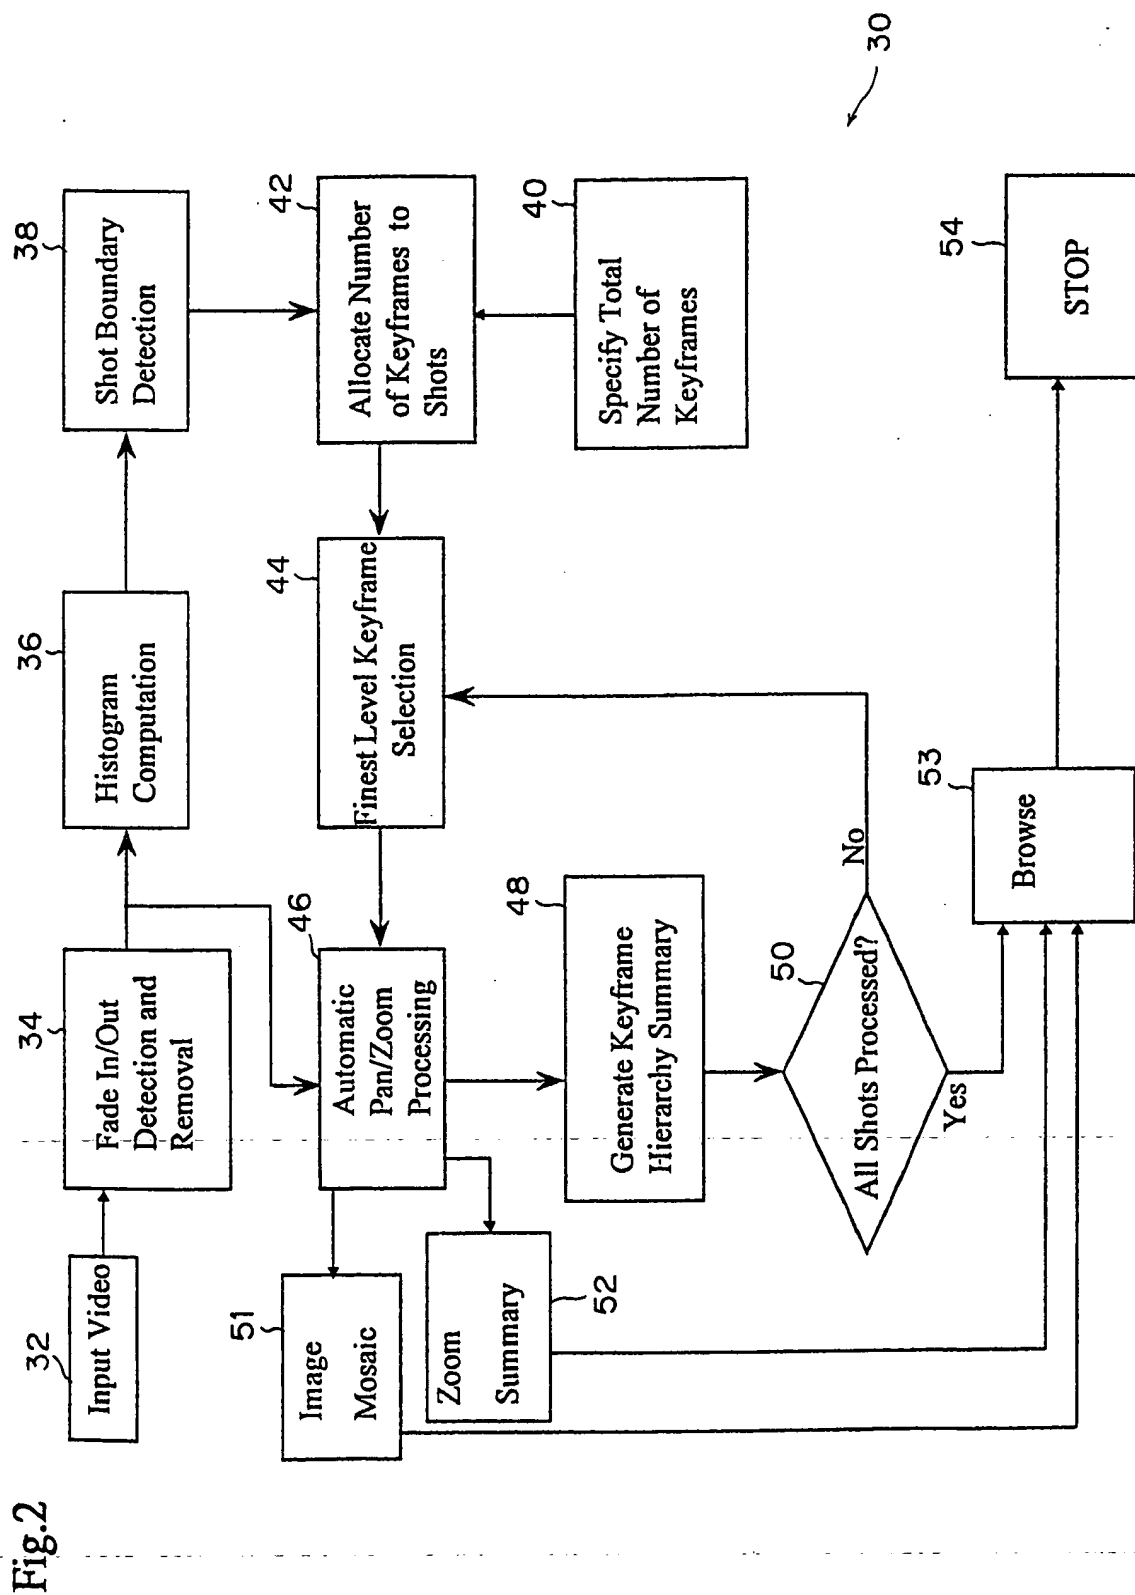 Fig.2
30
32
Input Video
34
Fade In/Out
Detection and
Removal
36
Histogram
Computation
38
Shot Boundary
Detection
51
Image
Mosaic
46
Automatic
Pan/Zoom
Processing
44
Finest Level Keyframe
Selection
42
Allocate Number
of Keyframes to
Shots
Zoom
Summary
52
48
Generate Keyframe
Hierarchy Summary
40
Specify Total
Number of
Keyframes
50
All Shots Processed?
No
Yes
53
Browse
54
STOP